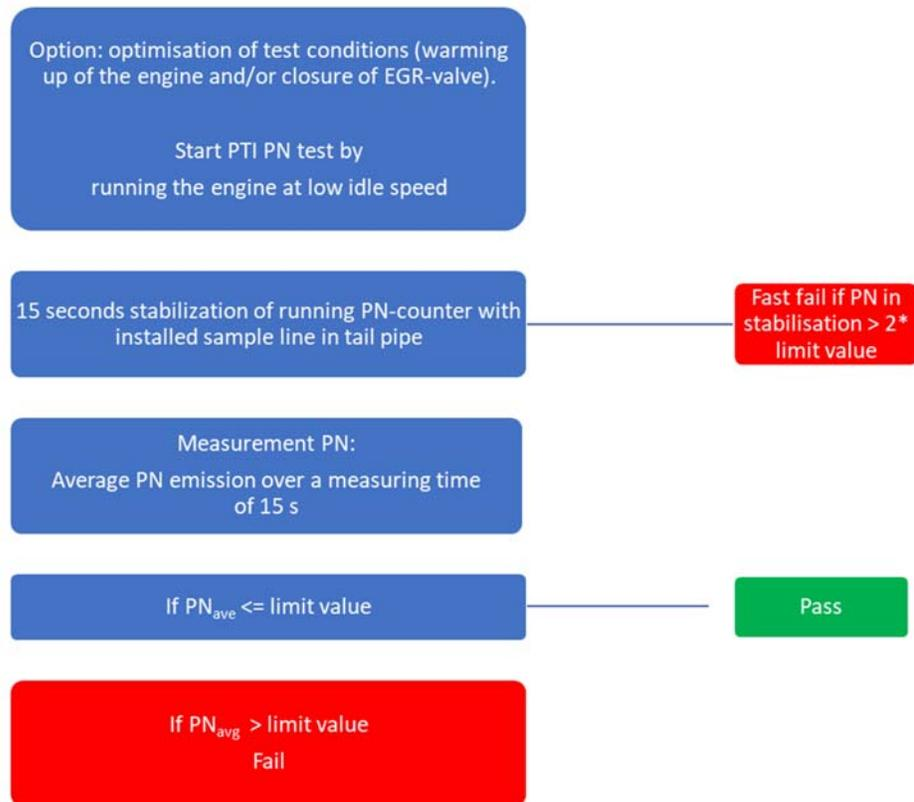 Option: optimisation of test conditions (warming
up of the engine and/or closure of EGR-valve).
Start PTI PN test by
running the engine at low idle speed
15 seconds stabilization of running PN-counter with
installed sample line in tail pipe
Fast fail if PN in
stabilisation > 2*
limit value
Measurement PN:
Average PN emission over a measuring time
of 15 s
If PNave <= limit value
Pass
If PNavg > limit value
Fail